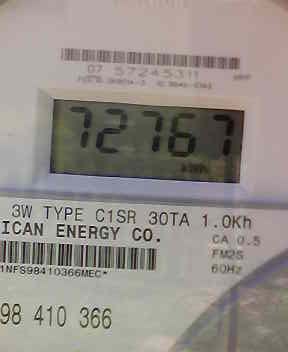 07 57245311
72767
3W TYPE C1SR 30TA 1.0Kh
ICAN ENERGY CO.
CA 0.5
FM2S
60Hz
1NFS98410366MEC*
98 410 366